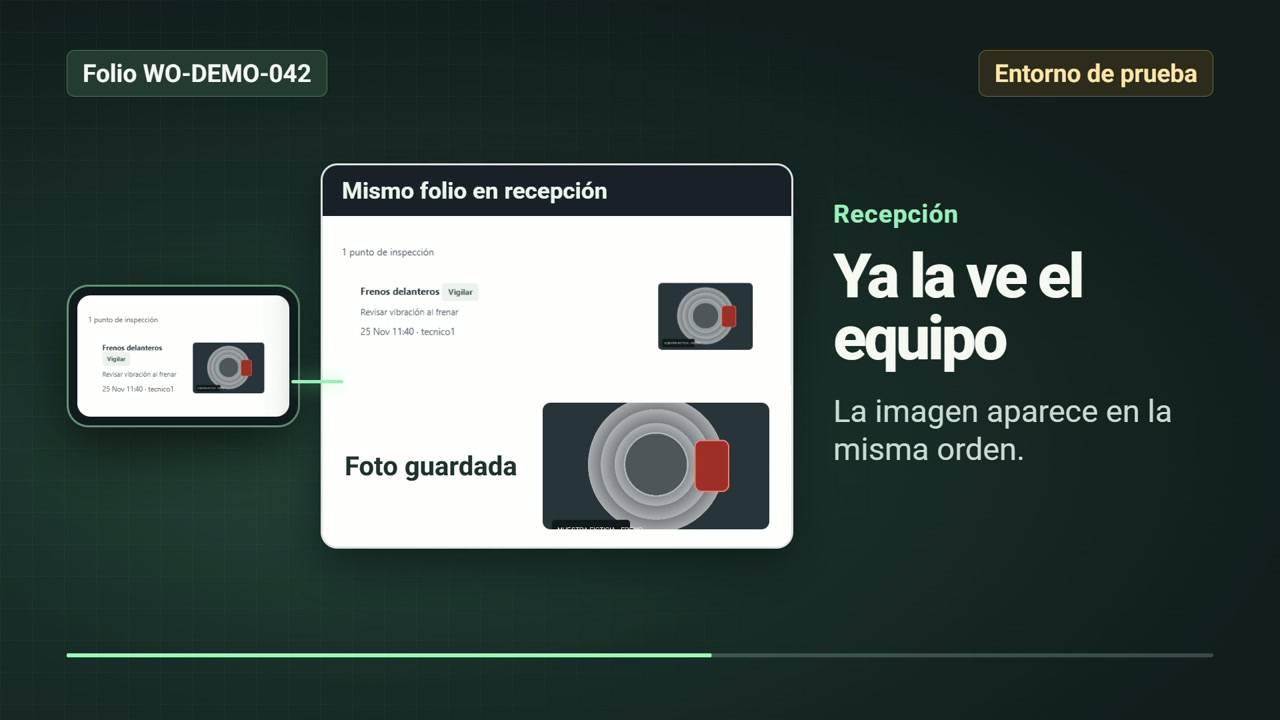 Folio WO-DEMO-042
Entorno de prueba
1 punto de inspección
Frenos delanteros
Vigilar
Revisar vibración al frenar
25 Nov 11:40 - tecnico1
Mismo folio en recepción
1 punto de inspección
Frenos delanteros Vigilar
Revisar vibración al frenar
25 Nov 11:40 - tecnico1
Foto guardada
Recepción
Ya la ve el
equipo
La imagen aparece en la
misma orden.